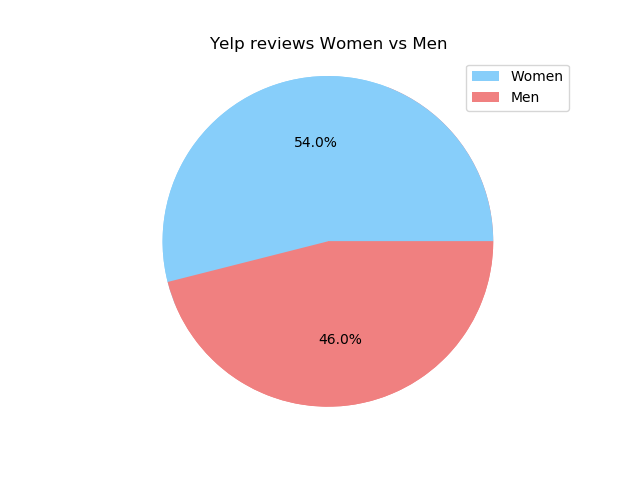 Yelp reviews Women vs Men
Women
Men
54.0%
46.0%